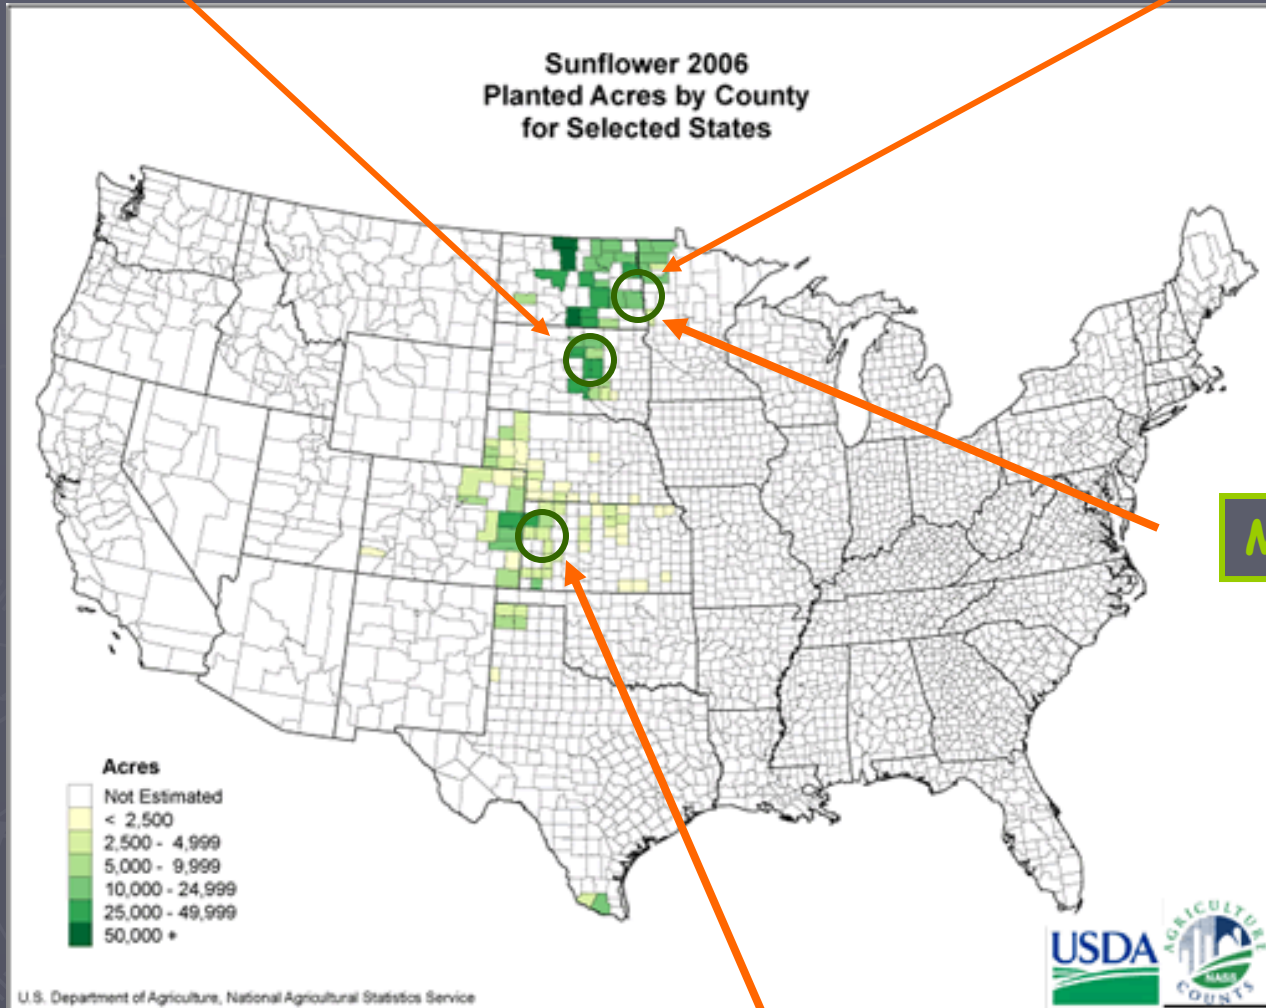 Sunflower 2006
Planted Acres by County
for Selected States
Acres
Not Estimated
< 2,500
2,500 - 4,999
5,000 - 9,999
10,000 - 24,999
25,000 - 49,999
50,000 +
USDA
AGRICULTURE
NASS
COUNTS
U.S. Department of Agriculture, National Agricultural Statistics Service